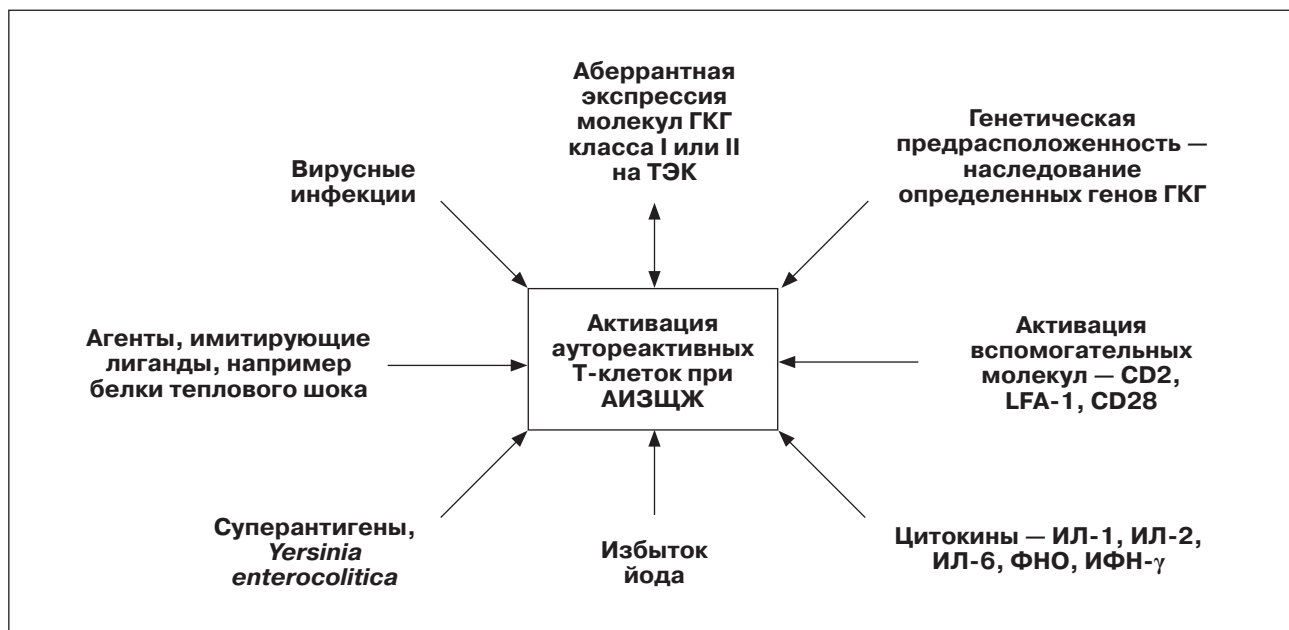 Аберрантная
экспрессия
молекул ГКГ
класса I или II
на ТЭК
Генетическая
предрасположенность —
наследование
определенных генов ГКГ
Вирусные
инфекции
Агенты, имитирующие
лиганды, например
белки теплового шока
Активация
аутореактивных
Т-клеток при
АИЗЩЖ
Активация
вспомогательных
молекул — CD2,
LFA-1, CD28
Суперантигены,
Yersinia
enterocolitica
Избыток
йода
Цитокины — ИЛ-1, ИЛ-2,
ИЛ-6, ФНО, ИФН-γ